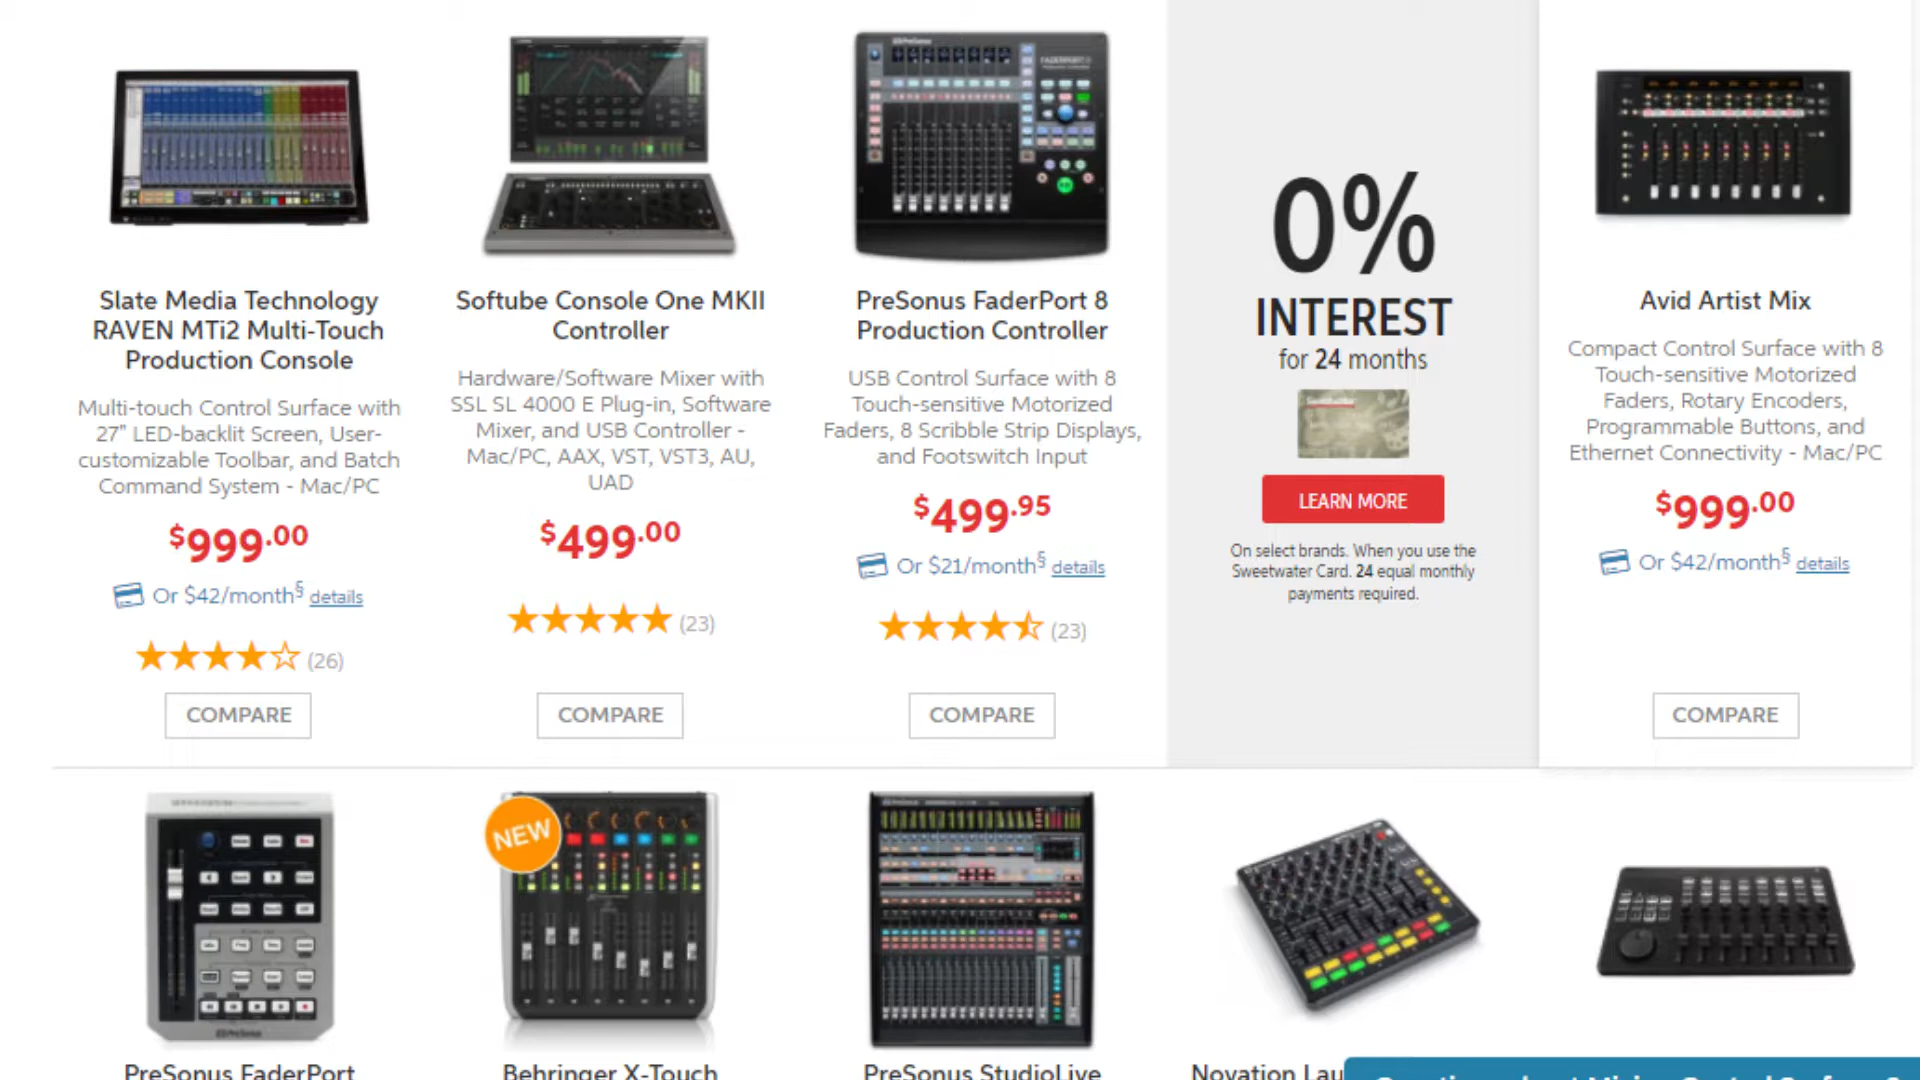 Slate Media Technology
RAVEN MTi2 Multi-Touch
Production Console
Multi-touch Control Surface with
27" LED-backlit Screen, User-
customizable Toolbar, and Batch
Command System - Mac/PC
$999.00
Or $42/month§ details
(26)
COMPARE
Softube Console One MKII
Controller
Hardware/Software Mixer with
SSL SL 4000 E Plug-in, Software
Mixer, and USB Controller -
Mac/PC, AAX, VST, VST3, AU,
UAD
$499.00
(23)
COMPARE
PreSonus FaderPort 8
Production Controller
USB Control Surface with 8
Touch-sensitive Motorized
Faders, 8 Scribble Strip Displays,
and Footswitch Input
$499.95
Or $21/month§ details
(23)
COMPARE
0%
INTEREST
for 24 months
LEARN MORE
On select brands. When you use the
Sweetwater Card. 24 equal monthly
payments required.
Avid Artist Mix
Compact Control Surface with 8
Touch-sensitive Motorized
Faders, Rotary Encoders,
Programmable Buttons, and
Ethernet Connectivity - Mac/PC
$999.00
Or $42/month§ details
COMPARE
PreSonus FaderPort
NEW
Behringer X-Touch
PreSonus StudioLive
Novation Lau